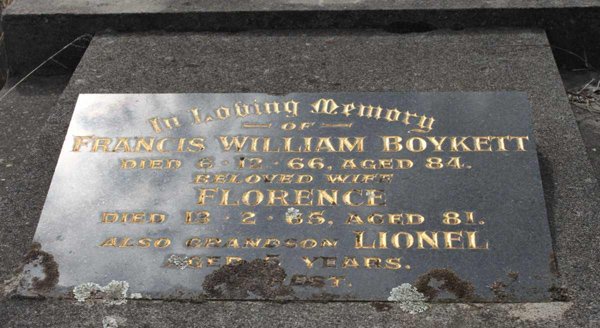 In Loving Memory
OF
FRANCIS WILLIAM BOYKETT
DIED 6 · 12 · 66, AGED 84.
BELOVED WIFE
FLORENCE
DIED 13 · 2 · 65, AGED 81.
ALSO GRANDSON LIONEL
AGED YEARS.